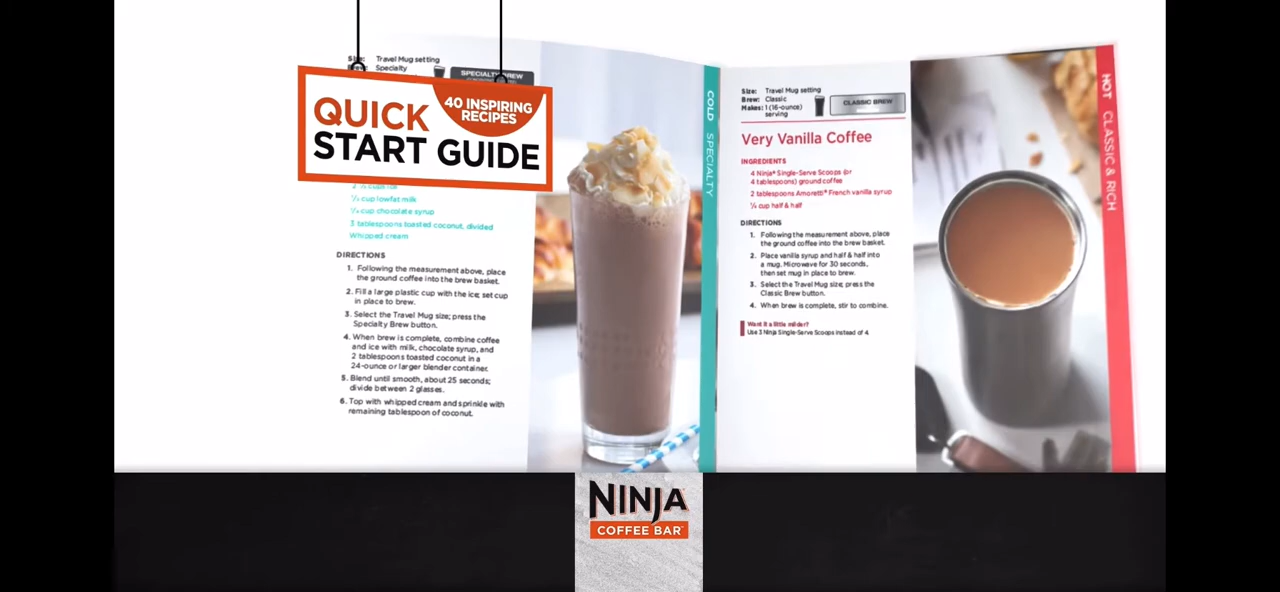 Size: Travel Mug setting
Brew: Specialty
SPECIALTY BREW
QUICK
START GUIDE
40 INSPIRING
RECIPES
2 ½ cups ice
¼ cup lowfat milk
¼ cup chocolate syrup
3 tablespoons toasted coconut, divided
Whipped cream
DIRECTIONS
1. Following the measurement above, place
the ground coffee into the brew basket.
2. Fill a large plastic cup with the ice; set cup
in place to brew.
3. Select the Travel Mug size; press the
Specialty Brew button.
4. When brew is complete, combine coffee
and ice with milk, chocolate syrup, and
2 tablespoons toasted coconut in a
24-ounce or larger blender container.
5. Blend until smooth, about 25 seconds;
divide between 2 glasses.
6. Top with whipped cream and sprinkle with
remaining tablespoon of coconut.
COLD SPECIALTY
Size: Travel Mug setting
Brew: Classic
Makes: 1 (16-ounce)
serving
CLASSIC BREW
Very Vanilla Coffee
INGREDIENTS
4 Ninja® Single-Serve Scoops (or
4 tablespoons) ground coffee
2 tablespoons Amoretti® French vanilla syrup
¼ cup half & half
DIRECTIONS
1. Following the measurement above, place
the ground coffee into the brew basket.
2. Place vanilla syrup and half & half into
a mug. Microwave for 30 seconds,
then set mug in place to brew.
3. Select the Travel Mug size; press the
Classic Brew button.
4. When brew is complete, stir to combine.
Want it a little milder?
Use 3 Ninja Single-Serve Scoops instead of 4.
HOT CLASSIC & RICH
NINJA
COFFEE BAR™